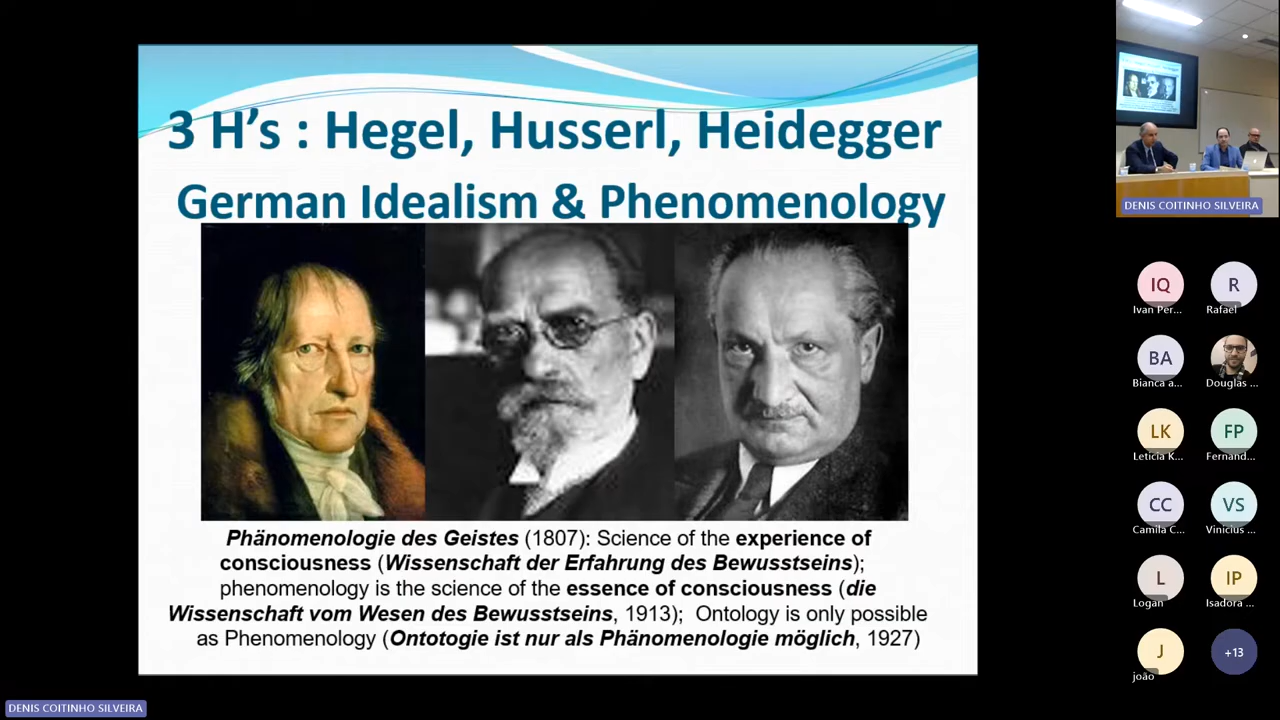 3 H’s : Hegel, Husserl, Heidegger
German Idealism & Phenomenology
Phänomenologie des Geistes (1807): Science of the experience of
consciousness (Wissenschaft der Erfahrung des Bewusstseins);
phenomenology is the science of the essence of consciousness (die
Wissenschaft vom Wesen des Bewusstseins, 1913); Ontology is only possible
as Phenomenology (Ontotogie ist nur als Phänomenologie möglich, 1927)
DENIS COITINHO SILVEIRA
IQ
Ivan Per...
R
Rafael
BA
Bianca a...
Douglas ...
LK
Leticia K...
FP
Fernand...
CC
Camila C...
VS
Vinicius ...
L
Logan
IP
Isadora ...
J
joão
+13
DENIS COITINHO SILVEIRA